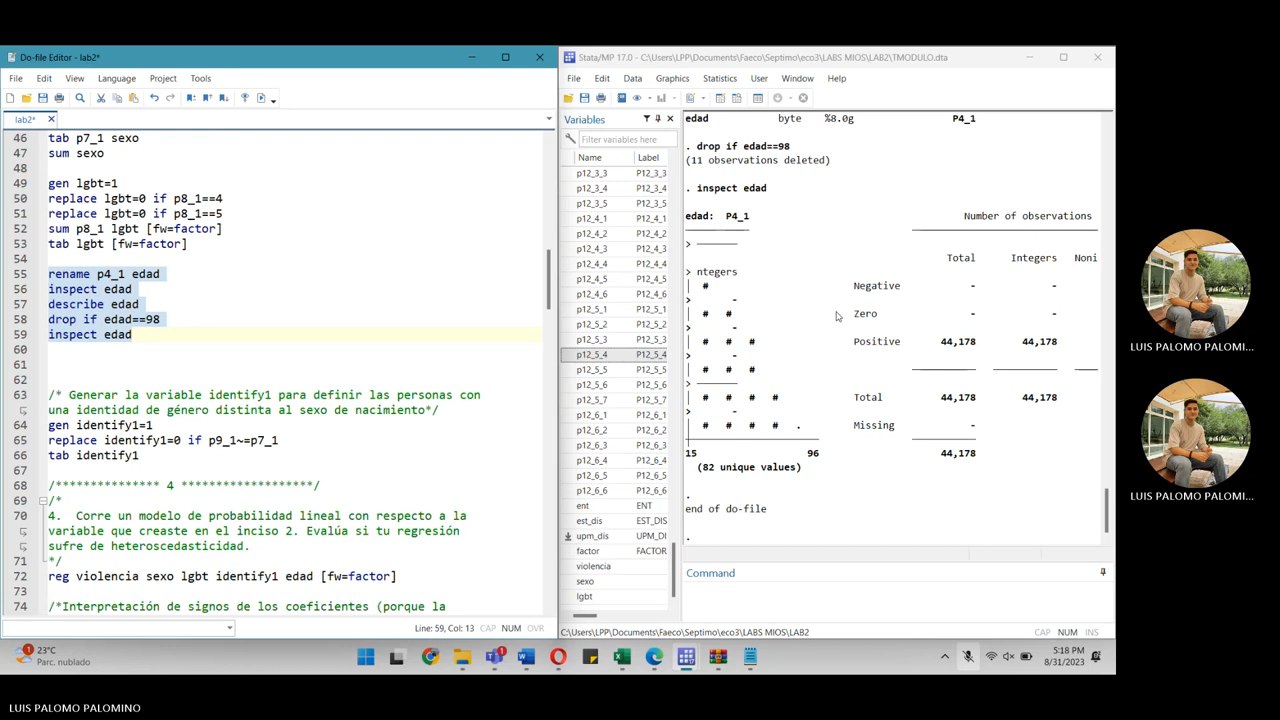 Do-file Editor - lab2*
File Edit View Language Project Tools
lab2*
46 tab p7_1 sexo
47 sum sexo
48
49 gen lgbt=1
50 replace lgbt=0 if p8_1==4
51 replace lgbt=0 if p8_1==5
52 sum p8_1 lgbt [fw=factor]
53 tab lgbt [fw=factor]
54
55 rename p4_1 edad
56 inspect edad
57 describe edad
58 drop if edad==98
59 inspect edad
60
61
62
63 /* Generar la variable identify1 para definir las personas con
una identidad de género distinta al sexo de nacimiento*/
64 gen identify1=1
65 replace identify1=0 if p9_1~=p7_1
66 tab identify1
67
68 /*************** 4 *******************/
69 /*
70 4. Corre un modelo de probabilidad lineal con respecto a la
variable que creaste en el inciso 2. Evalúa si tu regresión
sufre de heteroscedasticidad.
71 */
72 reg violencia sexo lgbt identify1 edad [fw=factor]
73
74 /*Interpretación de signos de los coeficientes (porque la
Line: 59, Col: 13 CAP NUM OVR
Stata/MP 17.0 - C:\Users\LPP\Documents\Faeco\Septimo\eco3\LABS MIOS\LAB2\TMODULO.dta
File Edit Data Graphics Statistics User Window Help
Variables
Filter variables here
Name Label
p12_3_3 P12_3_3
p12_3_4 P12_3_4
p12_3_5 P12_3_5
p12_4_1 P12_4_1
p12_4_2 P12_4_2
p12_4_3 P12_4_3
p12_4_4 P12_4_4
p12_4_5 P12_4_5
p12_4_6 P12_4_6
p12_5_1 P12_5_1
p12_5_2 P12_5_2
p12_5_3 P12_5_3
p12_5_4 P12_5_4
p12_5_5 P12_5_5
p12_5_6 P12_5_6
p12_5_7 P12_5_7
p12_6_1 P12_6_1
p12_6_2 P12_6_2
p12_6_3 P12_6_3
p12_6_4 P12_6_4
p12_6_5 P12_6_5
p12_6_6 P12_6_6
ent ENT
est_dis EST_DIS
upm_dis UPM_DI
factor FACTOR
violencia
sexo
lgbt
edad byte %8.0g P4_1
. drop if edad==98
(11 observations deleted)
. inspect edad
edad: P4_1 Number of observations
>
Total Integers Noni
> ntegers
| # Negative - -
> -
| # # Zero - -
> -
| # # # Positive 44,178 44,178
> -
| # # #
>
| # # # # Total 44,178 44,178
> -
| # # # # . Missing -
15 96 44,178
(82 unique values)
.
end of do-file
.
Command
C:\Users\LPP\Documents\Faeco\Septimo\eco3\LABS MIOS\LAB2 CAP NUM INS
LUIS PALOMO PALOMI...
LUIS PALOMO PALOMI...
1
23°C
Parc. nublado
1
17
5:18 PM
8/31/2023
LUIS PALOMO PALOMINO